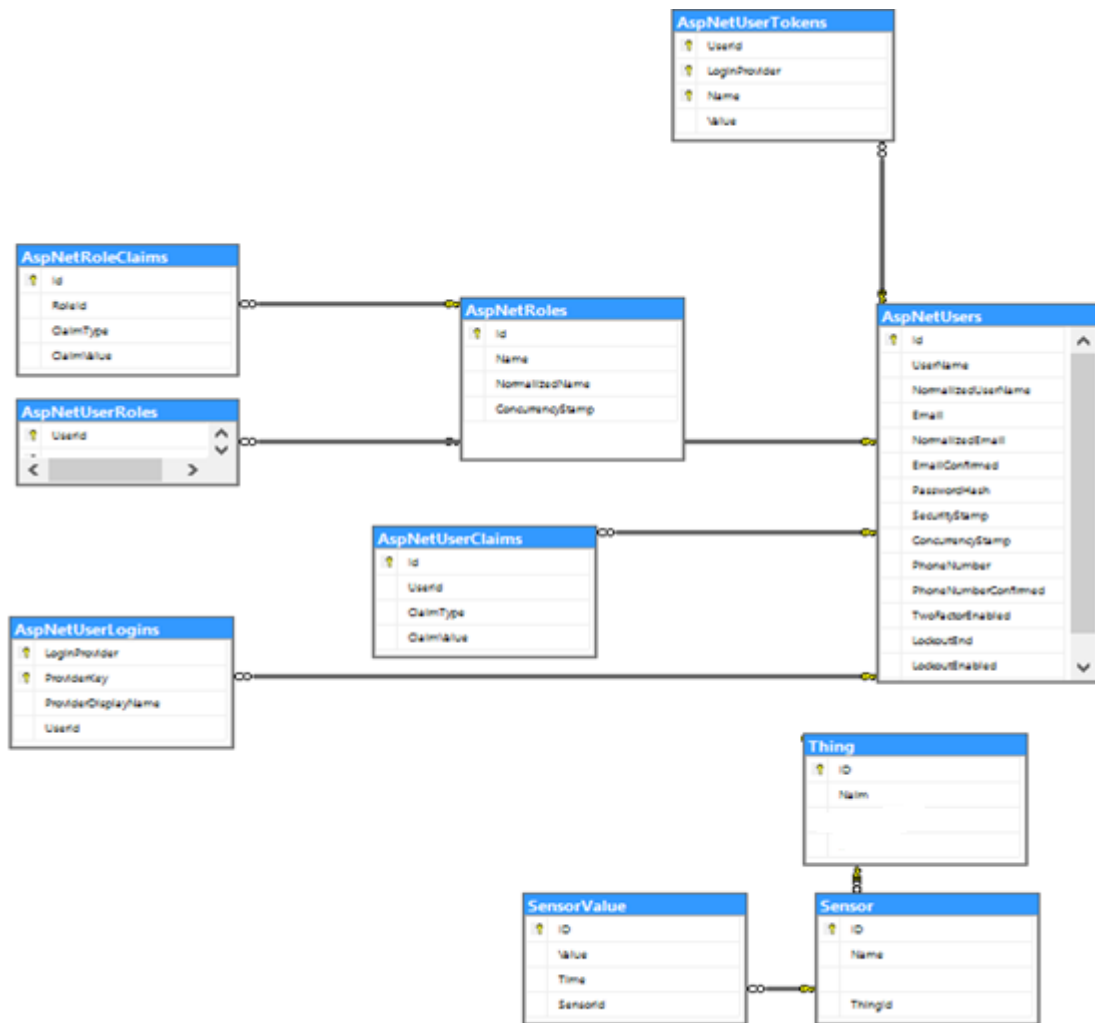 AspNetUserTokens
UserId
LoginProvider
Name
Value
AspNetRoleClaims
Id
RoleId
ClaimType
ClaimValue
AspNetRoles
Id
Name
NormalizedName
ConcurrencyStamp
AspNetUsers
Id
UserName
NormalizedUserName
Email
NormalizedEmail
EmailConfirmed
PasswordHash
SecurityStamp
ConcurrencyStamp
PhoneNumber
PhoneNumberConfirmed
TwoFactorEnabled
LockoutEnd
LockoutEnabled
AspNetUserRoles
UserId
AspNetUserClaims
Id
UserId
ClaimType
ClaimValue
AspNetUserLogins
LoginProvider
ProviderKey
ProviderDisplayName
UserId
Thing
ID
Naim
SensorValue
ID
Value
Time
SensorId
Sensor
ID
Name
ThingId